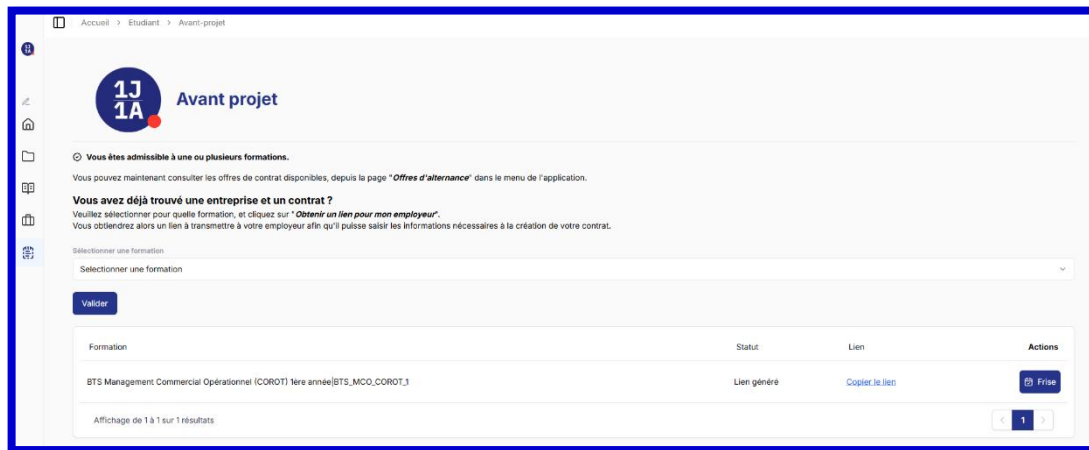 Accueil > Etudiant > Avant-projet
1J
1A
Avant projet
Vous êtes admissible à une ou plusieurs formations.
Vous pouvez maintenant consulter les offres de contrat disponibles, depuis la page "Offres d'alternance" dans le menu de l'application.
Vous avez déjà trouvé une entreprise et un contrat ?
Veuillez sélectionner pour quelle formation, et cliquez sur "Obtenir un lien pour mon employeur".
Vous obtiendrez alors un lien à transmettre à votre employeur afin qu'il puisse saisir les informations nécessaires à la création de votre contrat.
Sélectionner une formation
Selectionner une formation
Valider
Formation Statut Lien Actions
BTS Management Commercial Opérationnel (COROT) 1ère année|BTS_MCO_COROT_1 Lien généré Copier le lien Frise
Affichage de 1 à 1 sur 1 résultats < 1 >